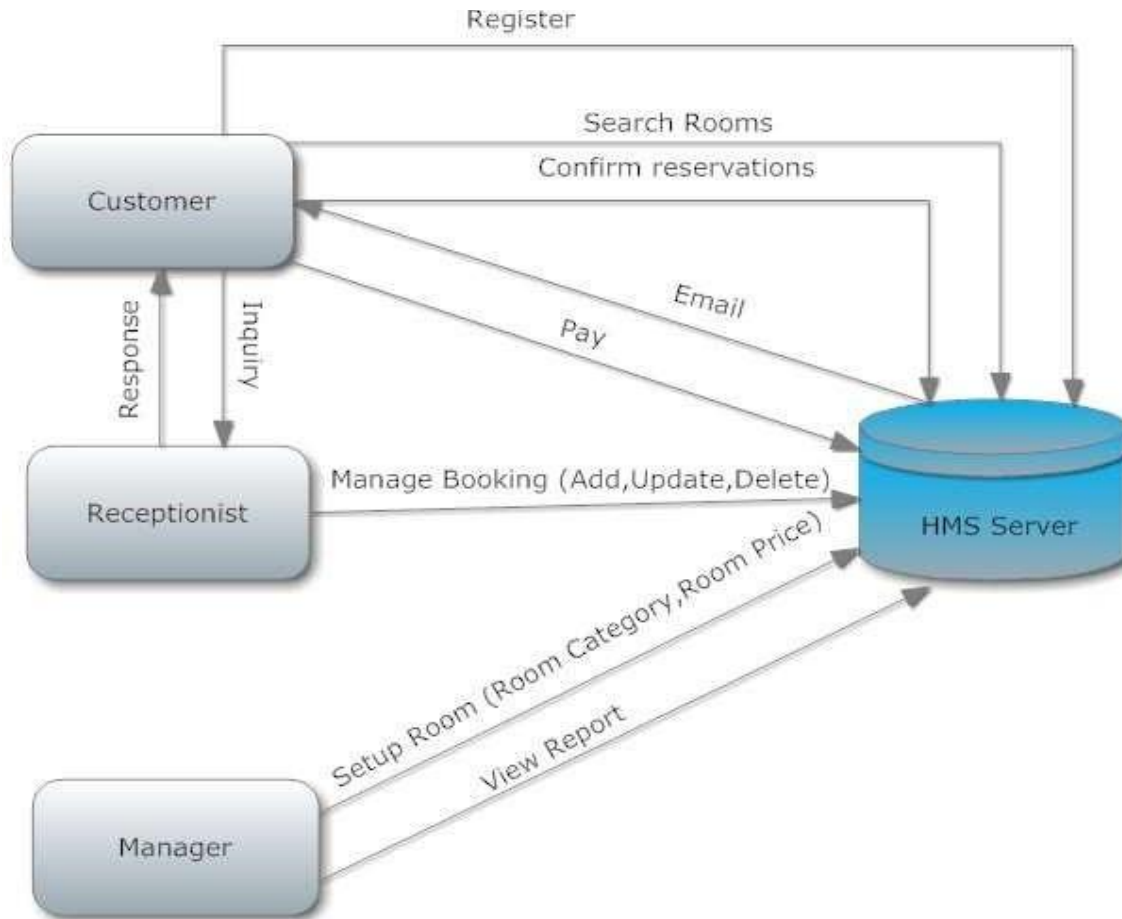 Register
Search Rooms
Confirm reservations
Customer
Email
Pay
Response
Inquiry
Manage Booking (Add,Update,Delete)
Receptionist
HMS Server
Setup Room (Room Category,Room Price)
View Report
Manager